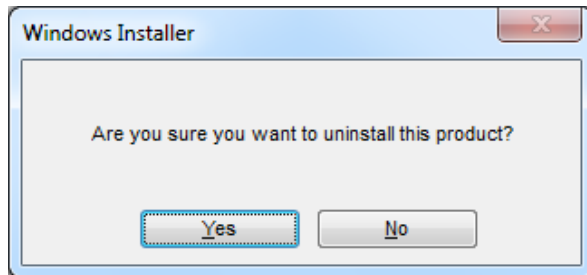 Windows Installer
Are you sure you want to uninstall this product?
Yes No